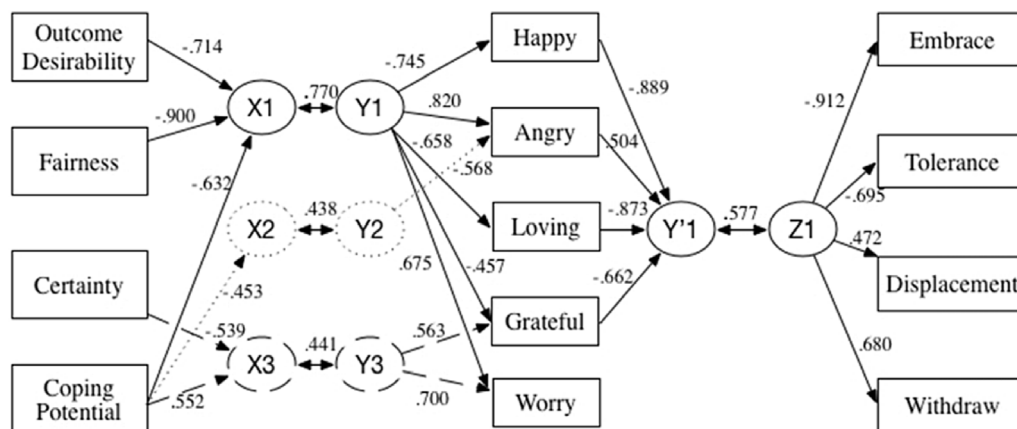 Outcome
Desirability
Fairness
Certainty
Coping
Potential
-.714
-.900
-.632
-.453
-.539
.552
X1
.770
Y1
X2
.438
Y2
X3
.441
Y3
-.745
.820
-.658
-.568
.675
-.457
.563
.700
Happy
Angry
Loving
Grateful
Worry
-.889
.504
-.873
-.662
Y'1
.577
Z1
-.912
-.695
.472
.680
Embrace
Tolerance
Displacement
Withdraw